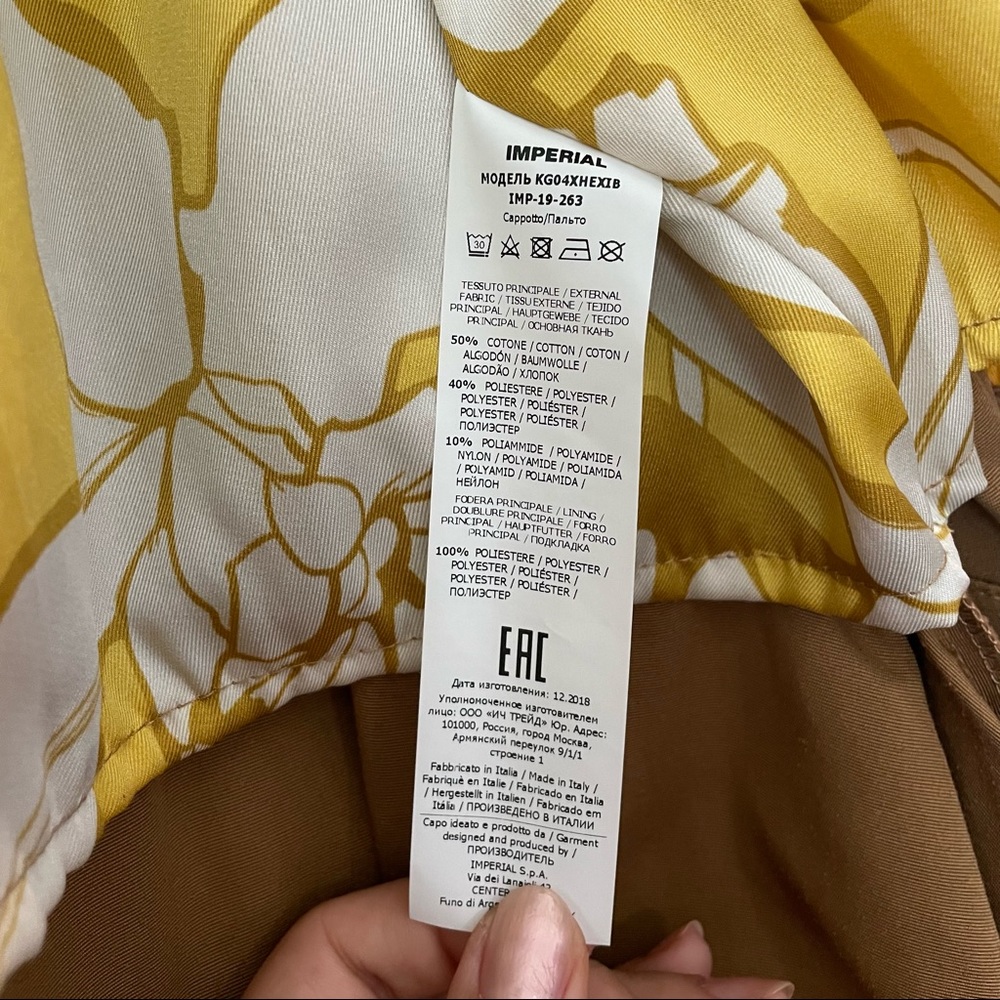 IMPERIAL
МОДЕЛЬ KG04XHEXIB
IMP-19-263
Cappotto/Пальто
30
TESSUTO PRINCIPALE / EXTERNAL
FABRIC / TISSU EXTERNE / TEJIDO
PRINCIPAL / HAUPTGEWEBE / TECIDO
PRINCIPAL / ОСНОВНАЯ ТКАНЬ
50% COTONE / COTTON / COTON /
ALGODÓN / BAUMWOLLE /
ALGODÃO / ХЛОПОК
40% POLIESTERE / POLYESTER /
POLYESTER / POLIÉSTER /
POLYESTER / POLIÉSTER /
ПОЛИЭСТЕР
10% POLIAMMIDE / POLYAMIDE /
NYLON / POLYAMIDE / POLIAMIDA
/ POLYAMID / POLIAMIDA /
НЕЙЛОН
FODERA PRINCIPALE / LINING /
DOUBLURE PRINCIPALE / FORRO
PRINCIPAL / HAUPTFUTTER / FORRO
PRINCIPAL / ПОДКЛАДКА
100% POLIESTERE / POLYESTER /
POLYESTER / POLIÉSTER /
POLYESTER / POLIÉSTER /
ПОЛИЭСТЕР
EAC
Дата изготовления: 12.2018
Уполномоченное изготовителем
лицо: ООО «ИЧ ТРЕЙД» Юр. Адрес:
101000, Россия, город Москва,
Армянский переулок 9/1/1
строение 1
Fabbricato in Italia / Made in Italy /
Fabriqué en Italie / Fabricado en Italia
/ Hergestellt in Italien / Fabricado em
Itália / ПРОИЗВЕДЕНО В ИТАЛИИ
Capo ideato e prodotto da / Garment
designed and produced by /
ПРОИЗВОДИТЕЛЬ
IMPERIAL S.p.A.
Via dei
Funo di